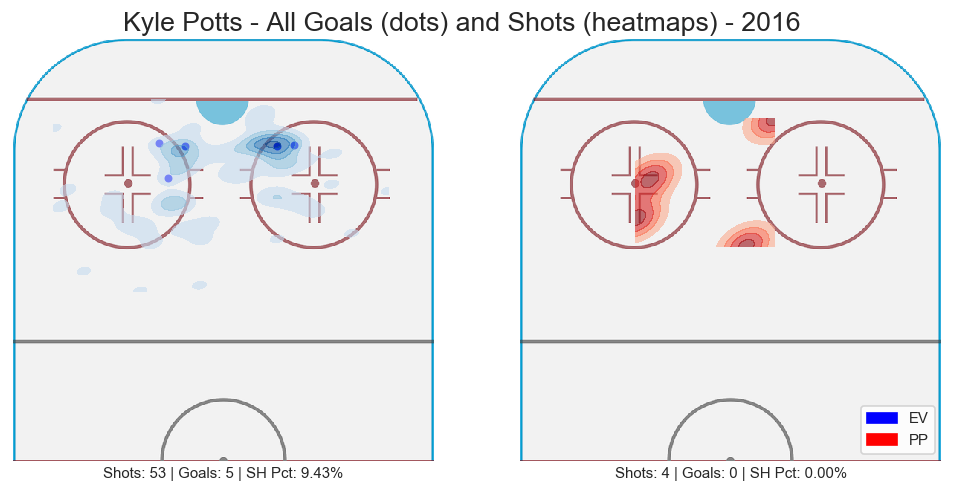 Kyle Potts - All Goals (dots) and Shots (heatmaps) - 2016
EV
PP
Shots: 53 | Goals: 5 | SH Pct: 9.43%
Shots: 4 | Goals: 0 | SH Pct: 0.00%